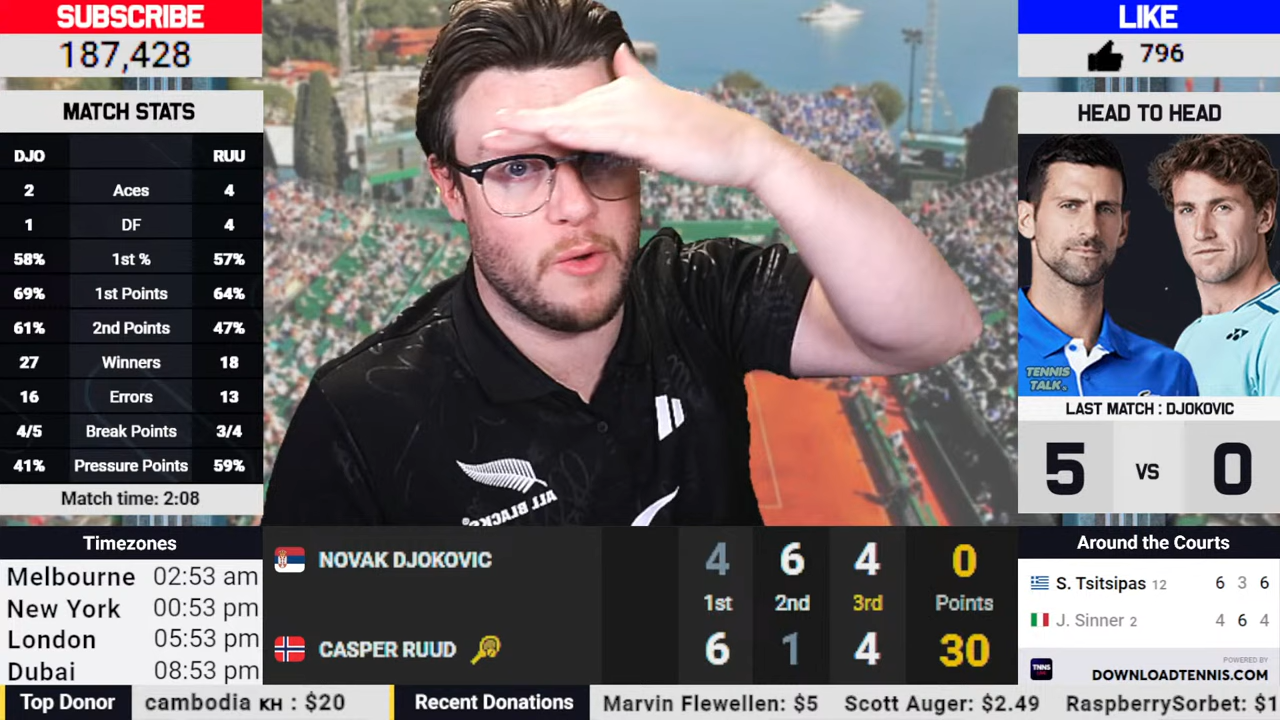 SUBSCRIBE
187,428
MATCH STATS
DJO RUU
2 Aces 4
1 DF 4
58% 1st % 57%
69% 1st Points 64%
61% 2nd Points 47%
27 Winners 18
16 Errors 13
4/5 Break Points 3/4
41% Pressure Points 59%
Match time: 2:08
Timezones
Melbourne 02:53 am
New York 00:53 pm
London 05:53 pm
Dubai 08:53 pm
ALL BLACKS
NOVAK DJOKOVIC 4 6 4 0
1st 2nd 3rd Points
CASPER RUUD 6 1 4 30
LIKE
796
HEAD TO HEAD
TENNIS
TALK.
LAST MATCH : DJOKOVIC
5 VS 0
Around the Courts
S. Tsitsipas 12 6 3 6
J. Sinner 2 4 6 4
TNNS
LIVE
POWERED BY
DOWNLOADTENNIS.COM
Top Donor cambodia KH : $20 Recent Donations Marvin Flewellen: $5 Scott Auger: $2.49 RaspberrySorbet: $1